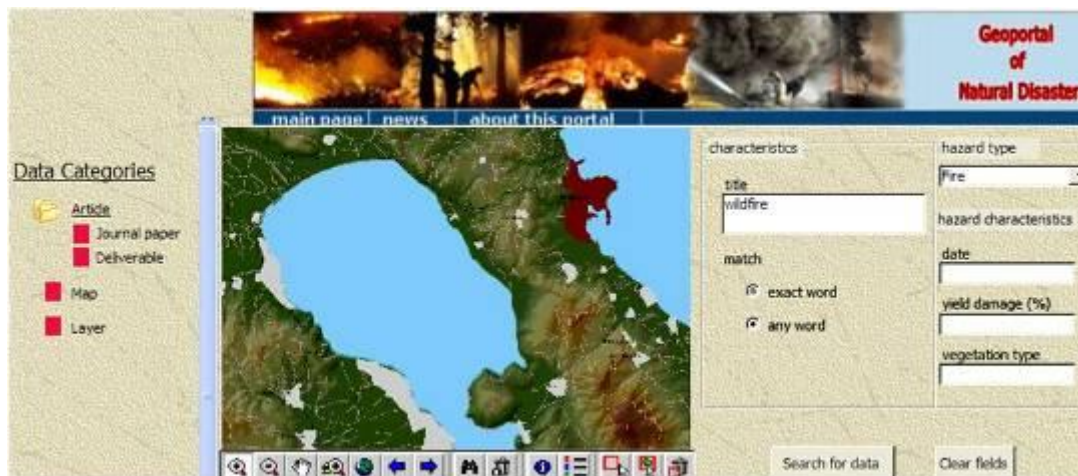 Geoportal
of
Natural Disaster
main page news about this portal
Data Categories
Article
Journal paper
Deliverable
Map
Layer
characteristics
title
wildfire
match
exact word
any word
hazard type
Fire
hazard characteristics
date
yield damage (%)
vegetation type
Search for data Clear fields